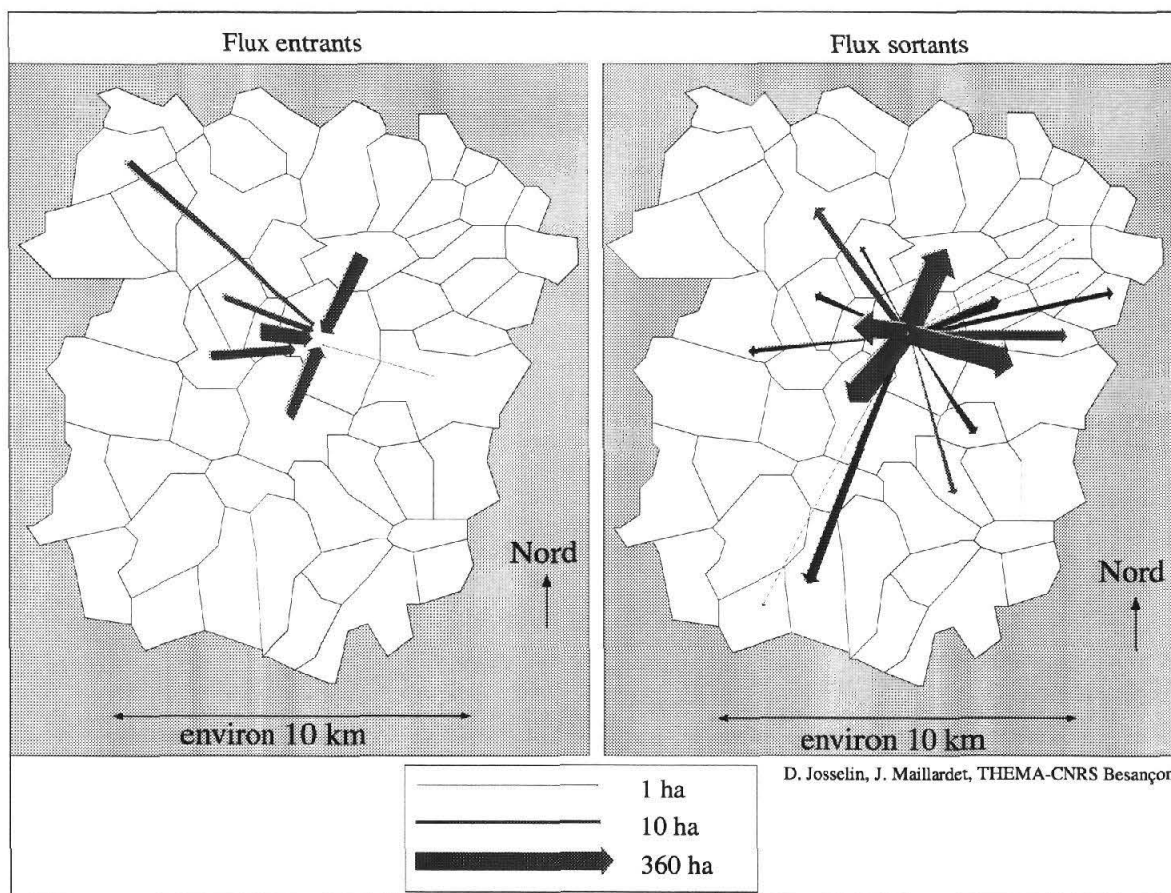 Flux entrants
Flux sortants
Nord
environ 10 km
Nord
environ 10 km
D. Josselin, J. Maillardet, THEMA-CNRS Besançon
1 ha
10 ha
360 ha